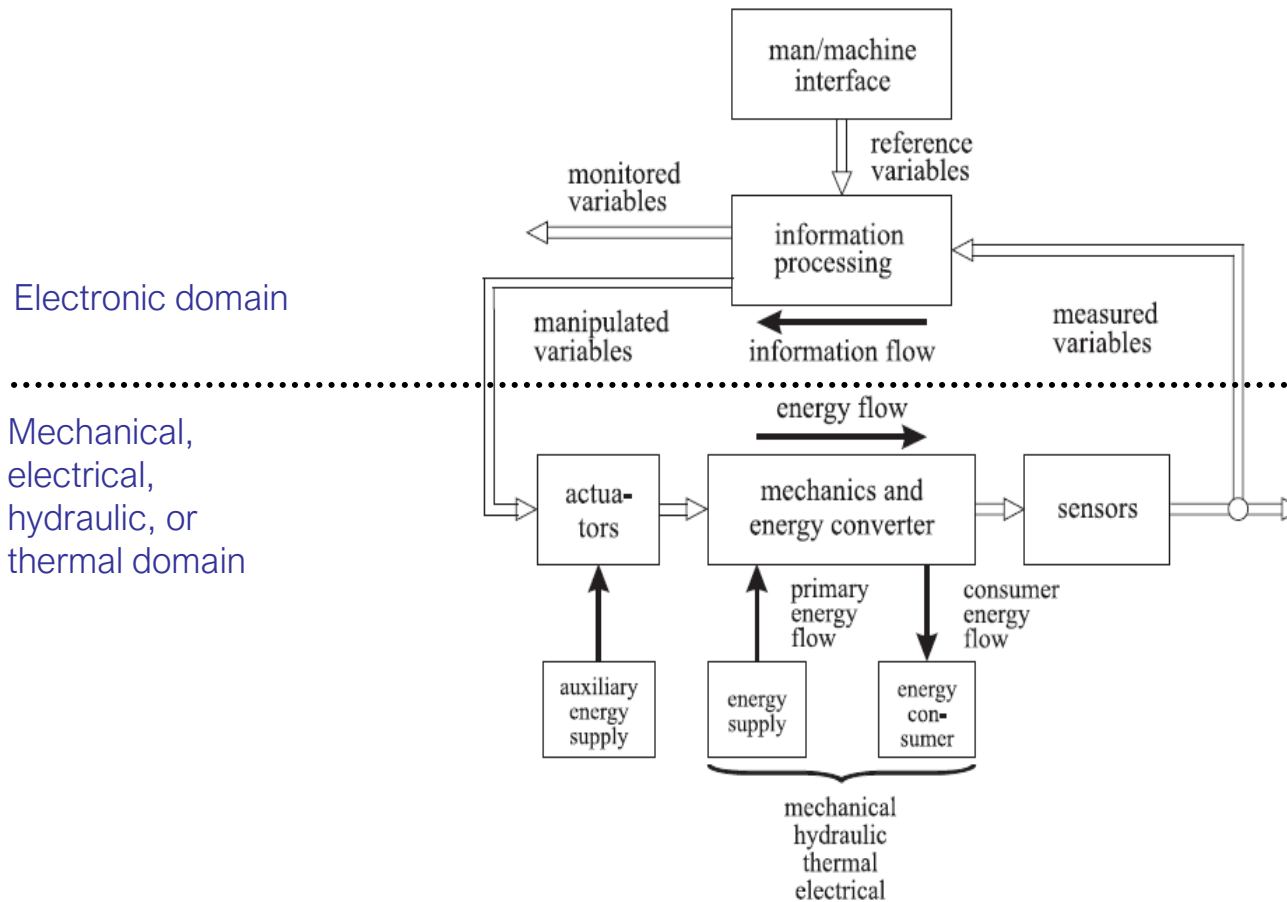 man/machine
interface
reference
variables
monitored
variables
information
processing
Electronic domain
manipulated
variables
information flow
measured
variables
energy flow
Mechanical,
electrical,
hydraulic, or
thermal domain
actua-
tors
mechanics and
energy converter
sensors
primary
energy
flow
consumer
energy
flow
auxiliary
energy
supply
energy
supply
energy
con-
sumer
mechanical
hydraulic
thermal
electrical